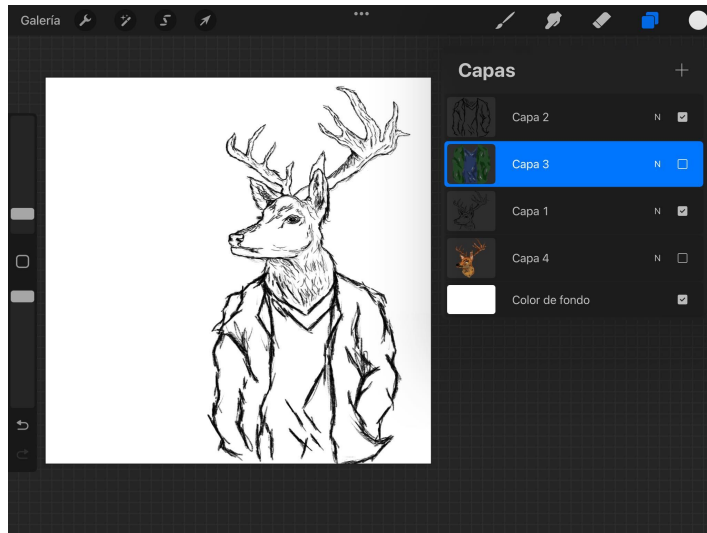 Galería
Capas
Capa 2 N
Capa 3 N
Capa 1 N
Capa 4 N
Color de fondo